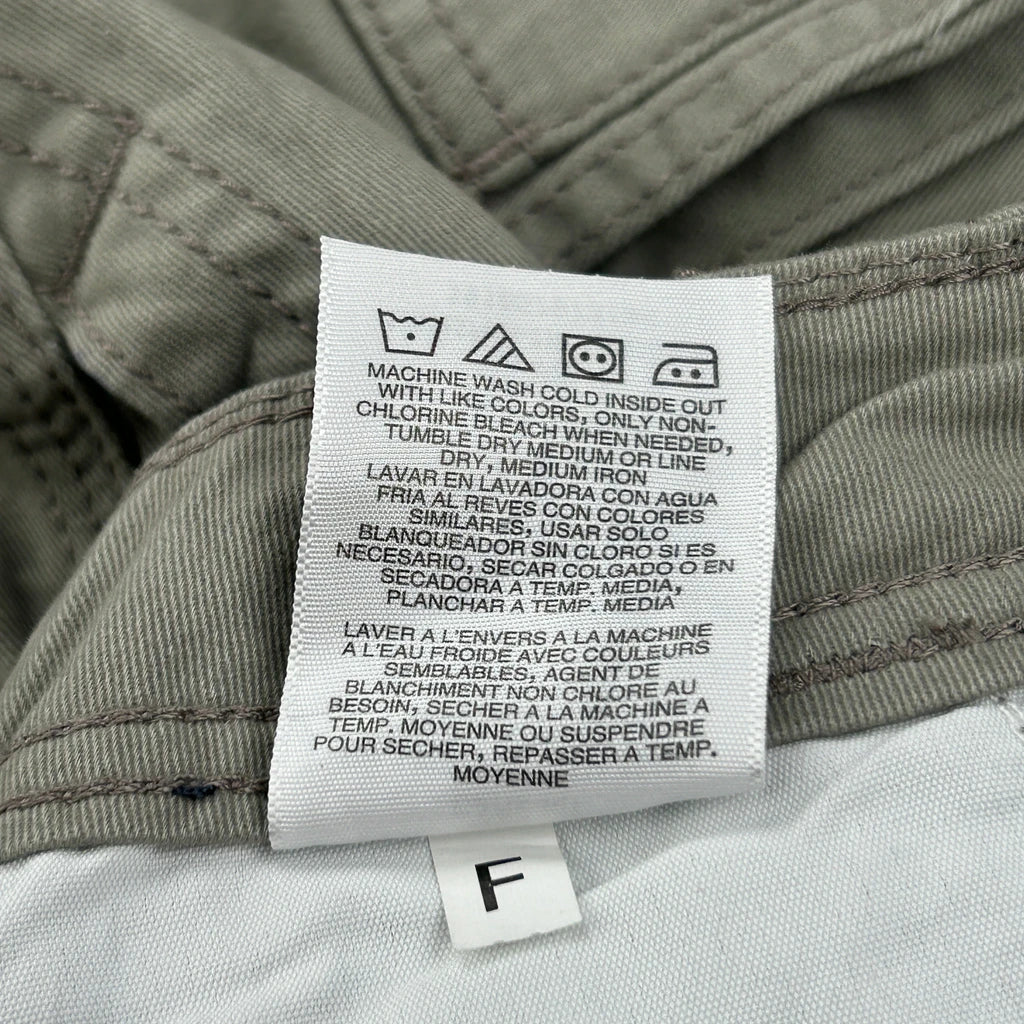 MACHINE WASH COLD INSIDE OUT
WITH LIKE COLORS, ONLY NON-
CHLORINE BLEACH WHEN NEEDED,
TUMBLE DRY MEDIUM OR LINE
DRY, MEDIUM IRON
LAVAR EN LAVADORA CON AGUA
FRIA AL REVES CON COLORES
SIMILARES, USAR SOLO
BLANQUEADOR SIN CLORO SI ES
NECESARIO, SECAR COLGADO O EN
SECADORA A TEMP. MEDIA,
PLANCHAR A TEMP. MEDIA
LAVER A L'ENVERS A LA MACHINE
A L'EAU FROIDE AVEC COULEURS
SEMBLABLES, AGENT DE
BLANCHIMENT NON CHLORE AU
BESOIN, SECHER A LA MACHINE A
TEMP. MOYENNE OU SUSPENDRE
POUR SECHER, REPASSER A TEMP.
MOYENNE
F